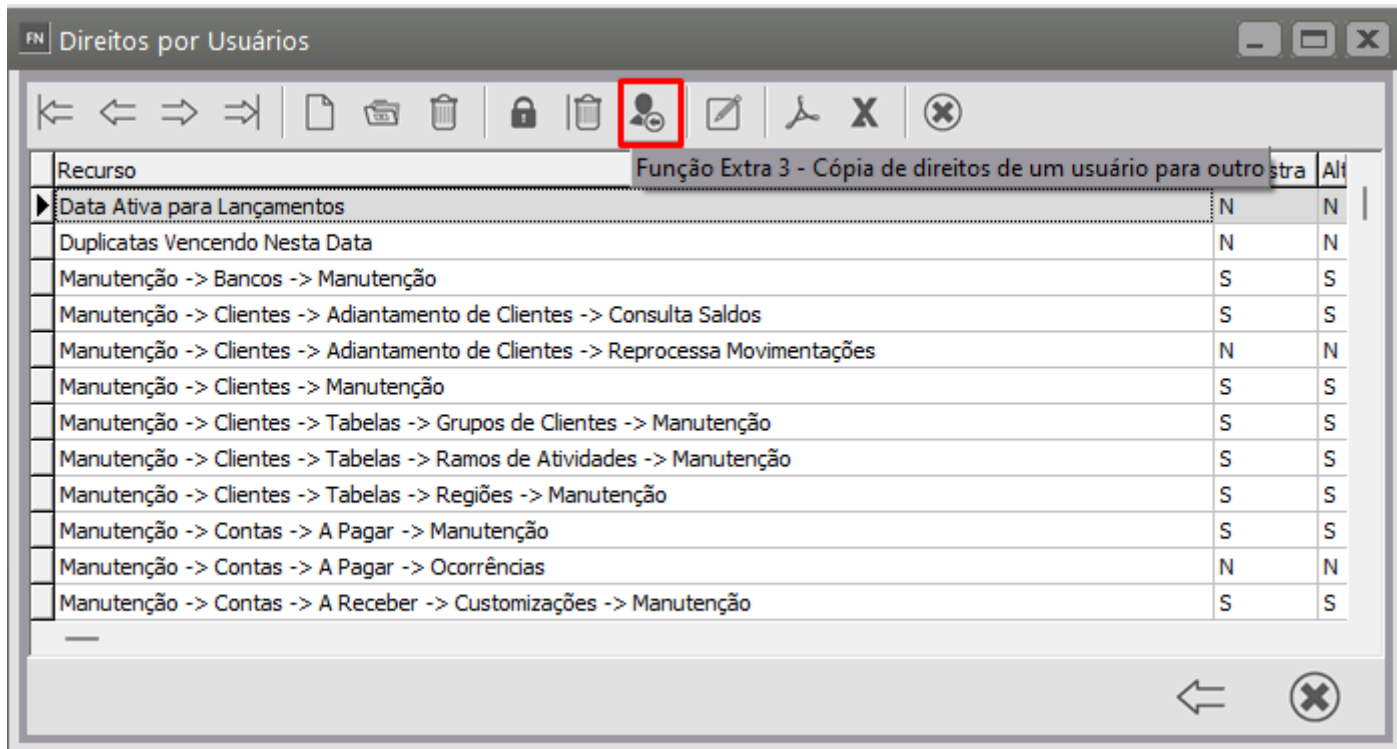 FN Direitos por Usuários
X
Função Extra 3 - Cópia de direitos de um usuário para outro
Recurso stra Alt
Data Ativa para Lançamentos N N
Duplicatas Vencendo Nesta Data N N
Manutenção -> Bancos -> Manutenção S S
Manutenção -> Clientes -> Adiantamento de Clientes -> Consulta Saldos S S
Manutenção -> Clientes -> Adiantamento de Clientes -> Reprocessa Movimentações N N
Manutenção -> Clientes -> Manutenção S S
Manutenção -> Clientes -> Tabelas -> Grupos de Clientes -> Manutenção S S
Manutenção -> Clientes -> Tabelas -> Ramos de Atividades -> Manutenção S S
Manutenção -> Clientes -> Tabelas -> Regiões -> Manutenção S S
Manutenção -> Contas -> A Pagar -> Manutenção S S
Manutenção -> Contas -> A Pagar -> Ocorrências N N
Manutenção -> Contas -> A Receber -> Customizações -> Manutenção S S